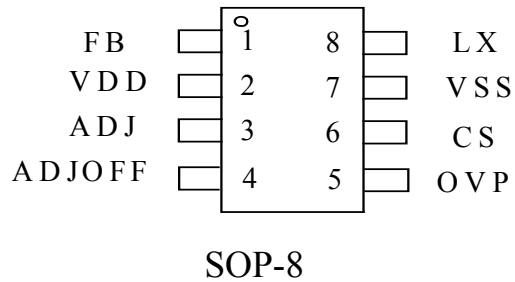 FB 1 8 LX
VDD 2 7 VSS
ADJ 3 6 CS
ADJOFF 4 5 OVP
SOP-8